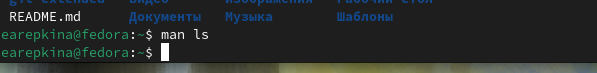 README.md Документы Музыка Шаблоны
earepkina@fedora:~$ man ls
earepkina@fedora:~$